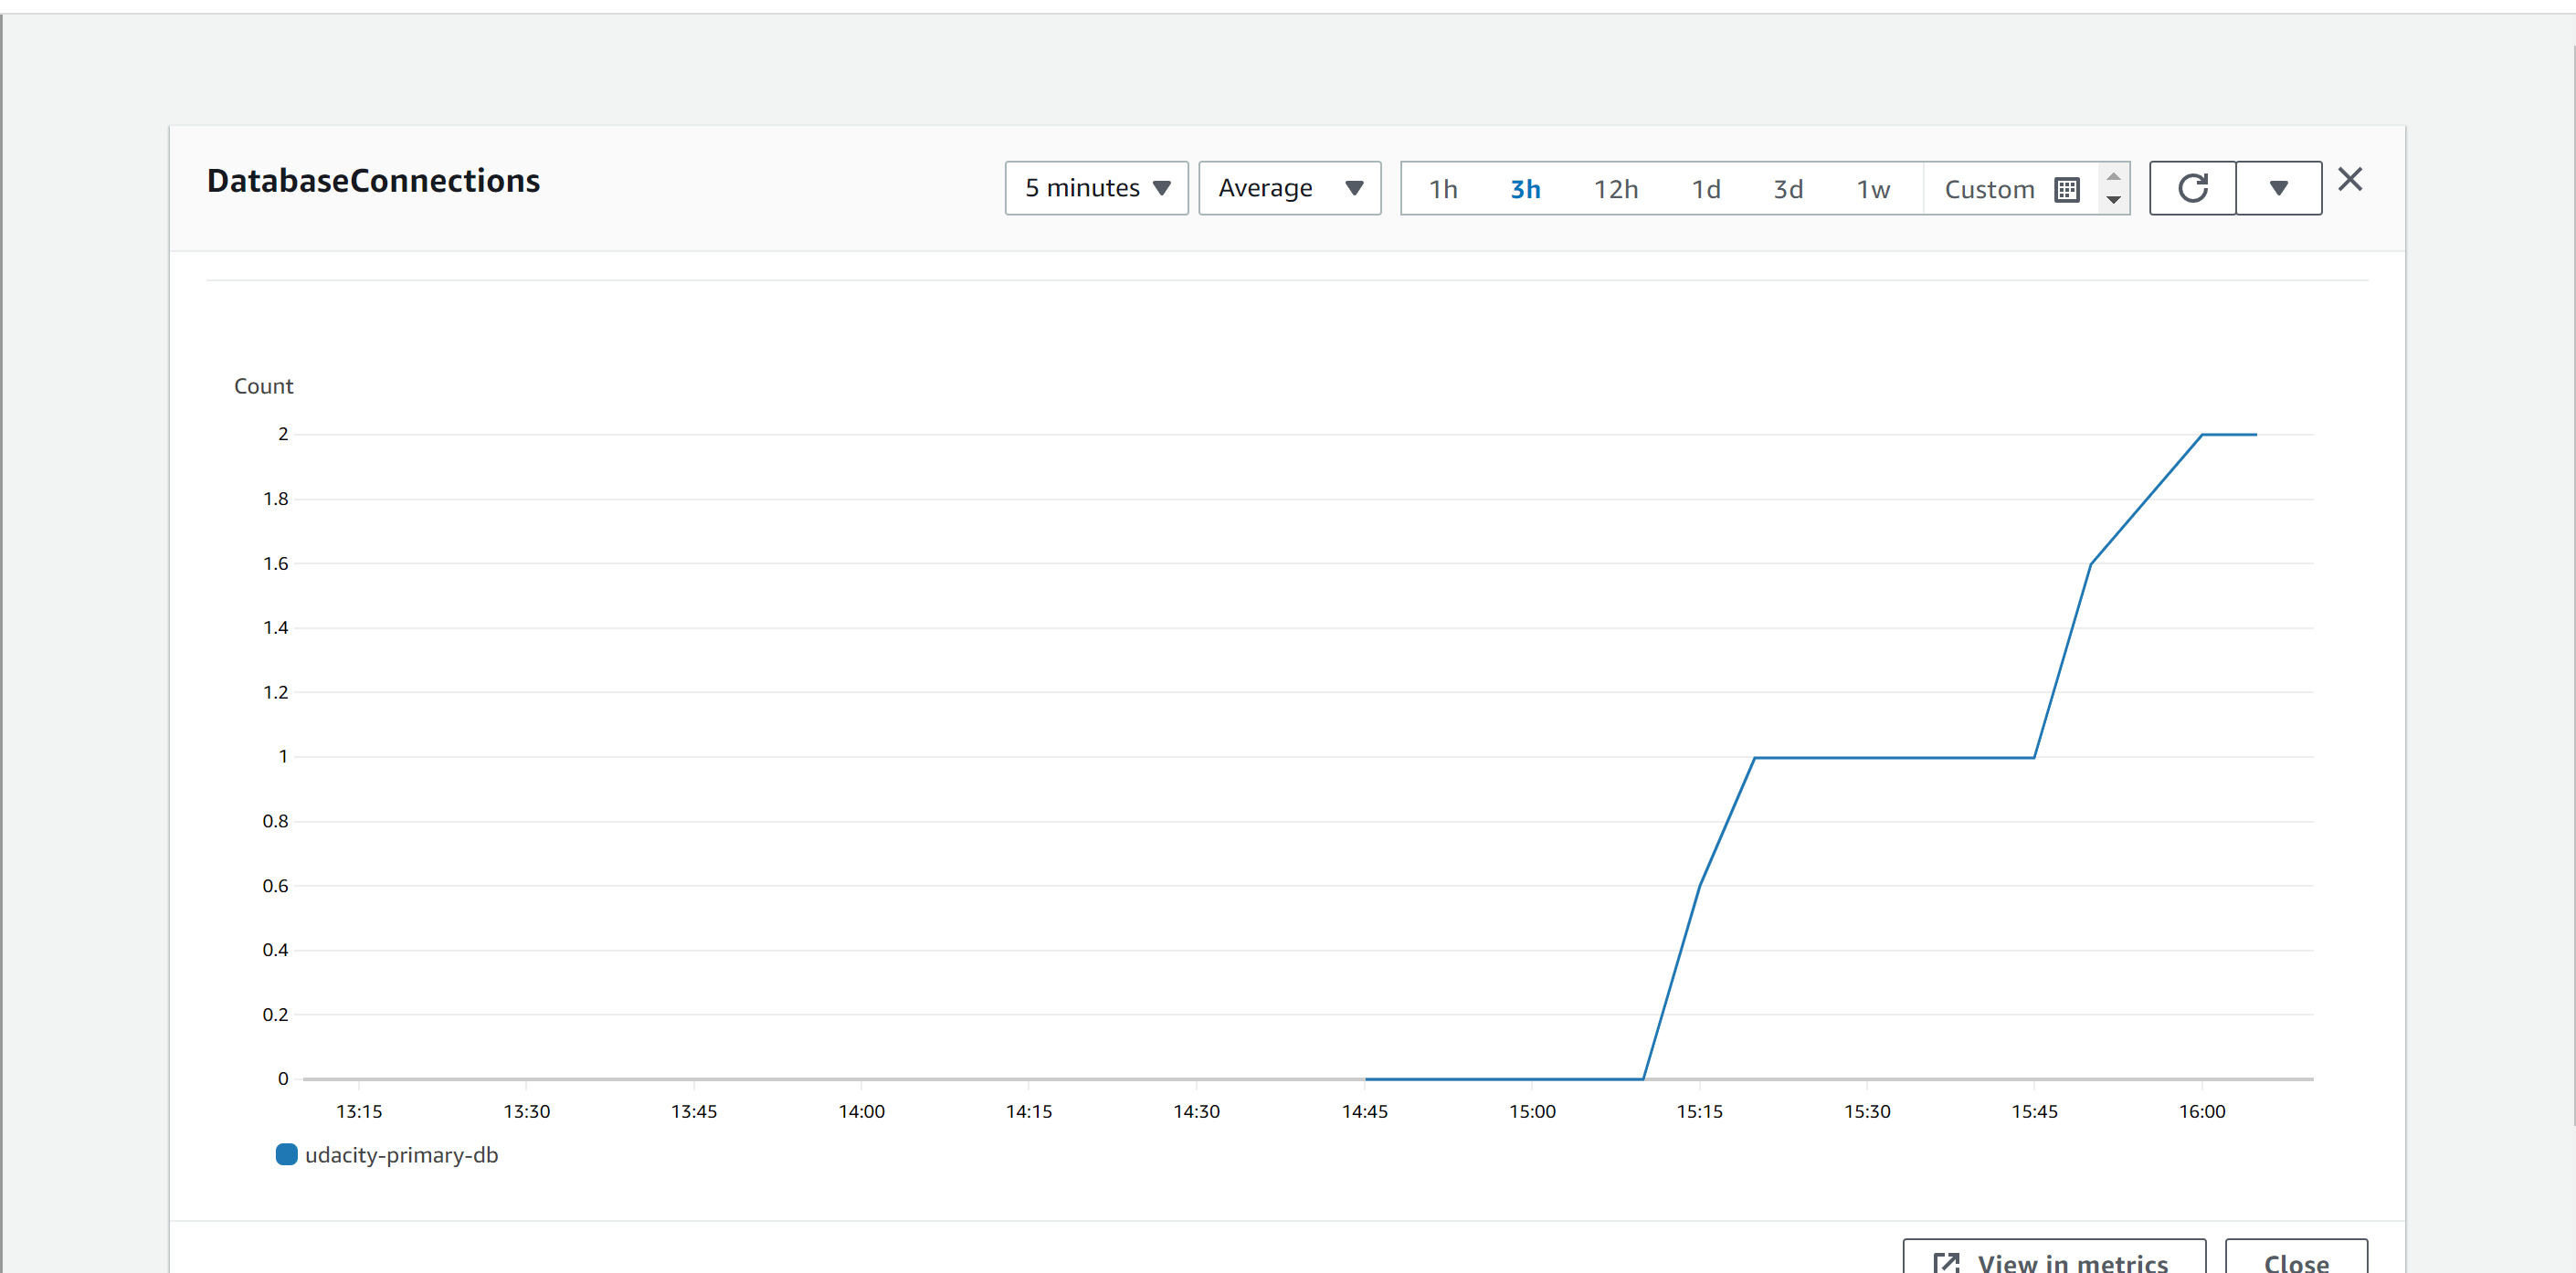 DatabaseConnections
5 minutes Average 1h 3h 12h 1d 3d 1w Custom
Count
2
1.8
1.6
1.4
1.2
1
0.8
0.6
0.4
0.2
0
13:15 13:30 13:45 14:00 14:15 14:30 14:45 15:00 15:15 15:30 15:45 16:00
udacity-primary-db
View in metrics Close